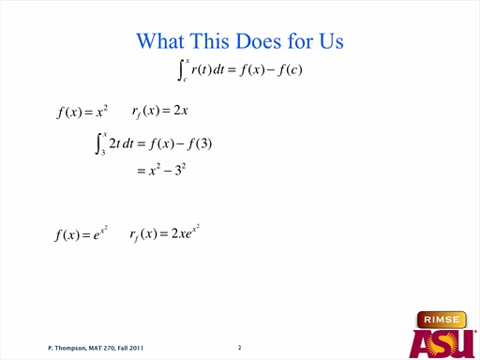 What This Does for Us
∫_c^x r(t)dt = f(x) − f(c)
f(x) = x² r_f(x) = 2x
∫_3^x 2t dt = f(x) − f(3)
= x² − 3²
f(x) = e^{x²} r_f(x) = 2xe^{x²}
RIMSE
ASU
P. Thompson, MAT 270, Fall 2011 2